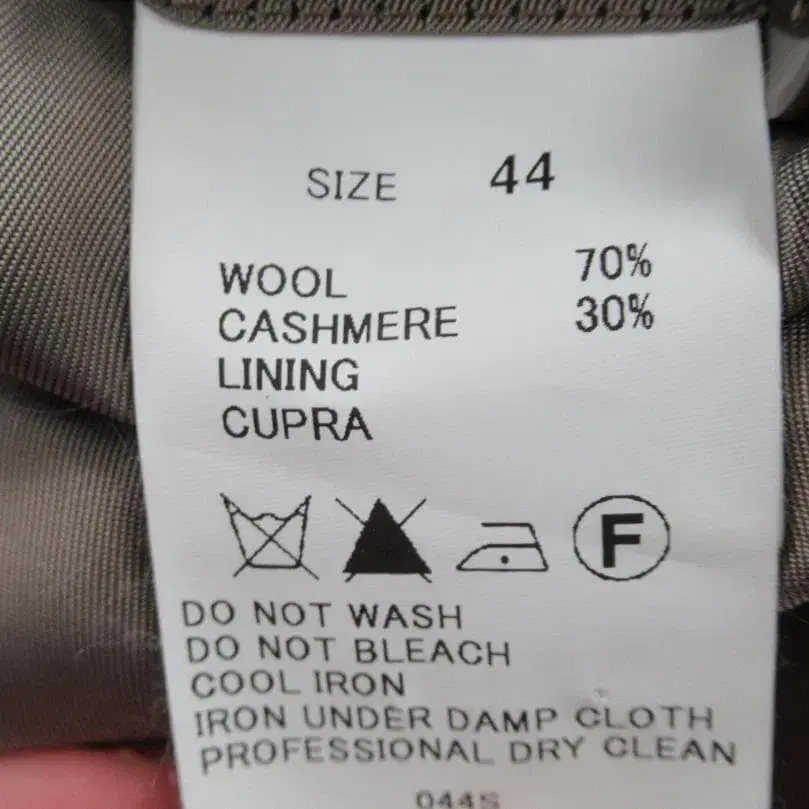 SIZE 44
WOOL 70%
CASHMERE 30%
LINING
CUPRA
F
DO NOT WASH
DO NOT BLEACH
COOL IRON
IRON UNDER DAMP CLOTH
PROFESSIONAL DRY CLEAN